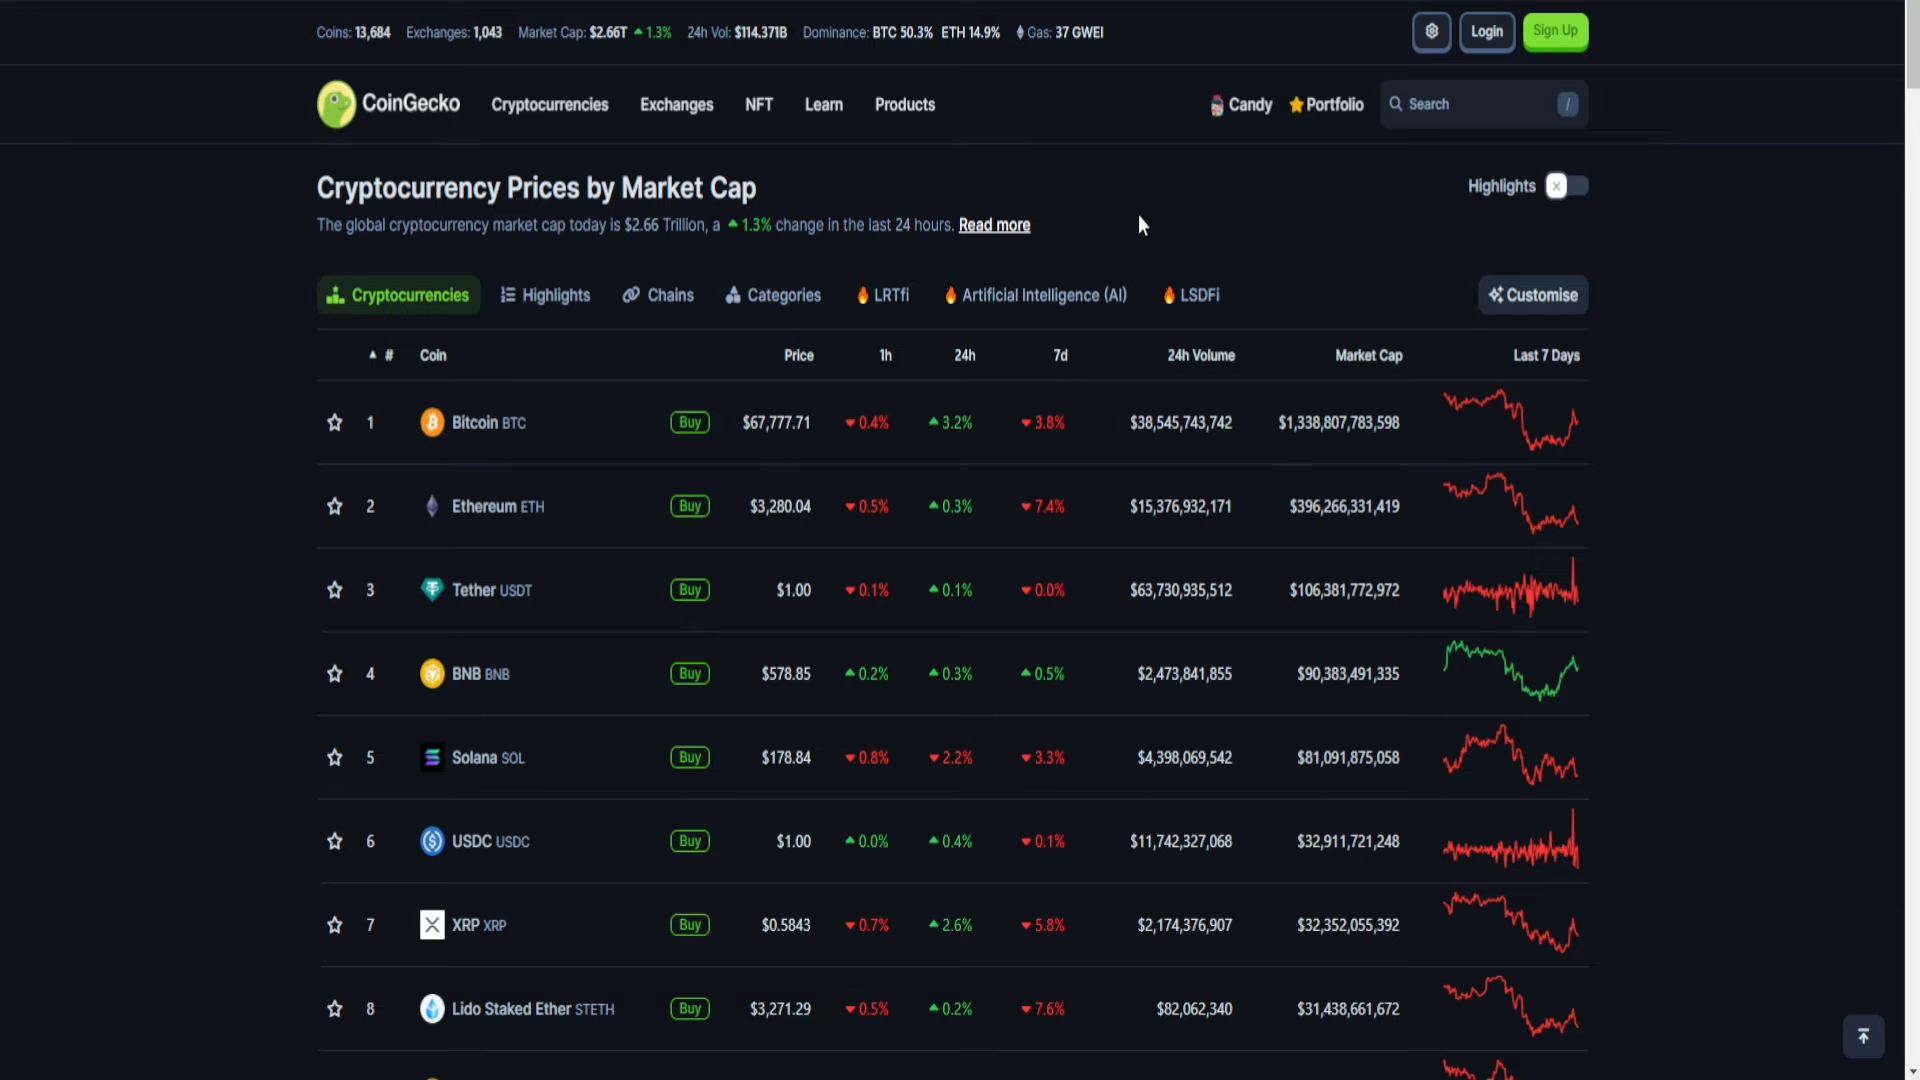 Coins: 13,684 Exchanges: 1,043 Market Cap: $2.66T 1.3% 24h Vol: $114.371B Dominance: BTC 50.3% ETH 14.9% Gas: 37 GWEI Login Sign Up
CoinGecko Cryptocurrencies Exchanges NFT Learn Products Candy Portfolio Search /
Cryptocurrency Prices by Market Cap Highlights
The global cryptocurrency market cap today is $2.66 Trillion, a 1.3% change in the last 24 hours. Read more
Cryptocurrencies Highlights Chains Categories LRTfi Artificial Intelligence (AI) LSDFi Customise
# Coin Price 1h 24h 7d 24h Volume Market Cap Last 7 Days
1 Bitcoin BTC Buy $67,777.71 0.4% 3.2% 3.8% $38,545,743,742 $1,338,807,783,598
2 Ethereum ETH Buy $3,280.04 0.5% 0.3% 7.4% $15,376,932,171 $396,266,331,419
3 Tether USDT Buy $1.00 0.1% 0.1% 0.0% $63,730,935,512 $106,381,772,972
4 BNB BNB Buy $578.85 0.2% 0.3% 0.5% $2,473,841,855 $90,383,491,335
5 Solana SOL Buy $178.84 0.8% 2.2% 3.3% $4,398,069,542 $81,091,875,058
6 USDC USDC Buy $1.00 0.0% 0.4% 0.1% $11,742,327,068 $32,911,721,248
7 XRP XRP Buy $0.5843 0.7% 2.6% 5.8% $2,174,376,907 $32,352,055,392
8 Lido Staked Ether STETH Buy $3,271.29 0.5% 0.2% 7.6% $82,062,340 $31,438,661,672